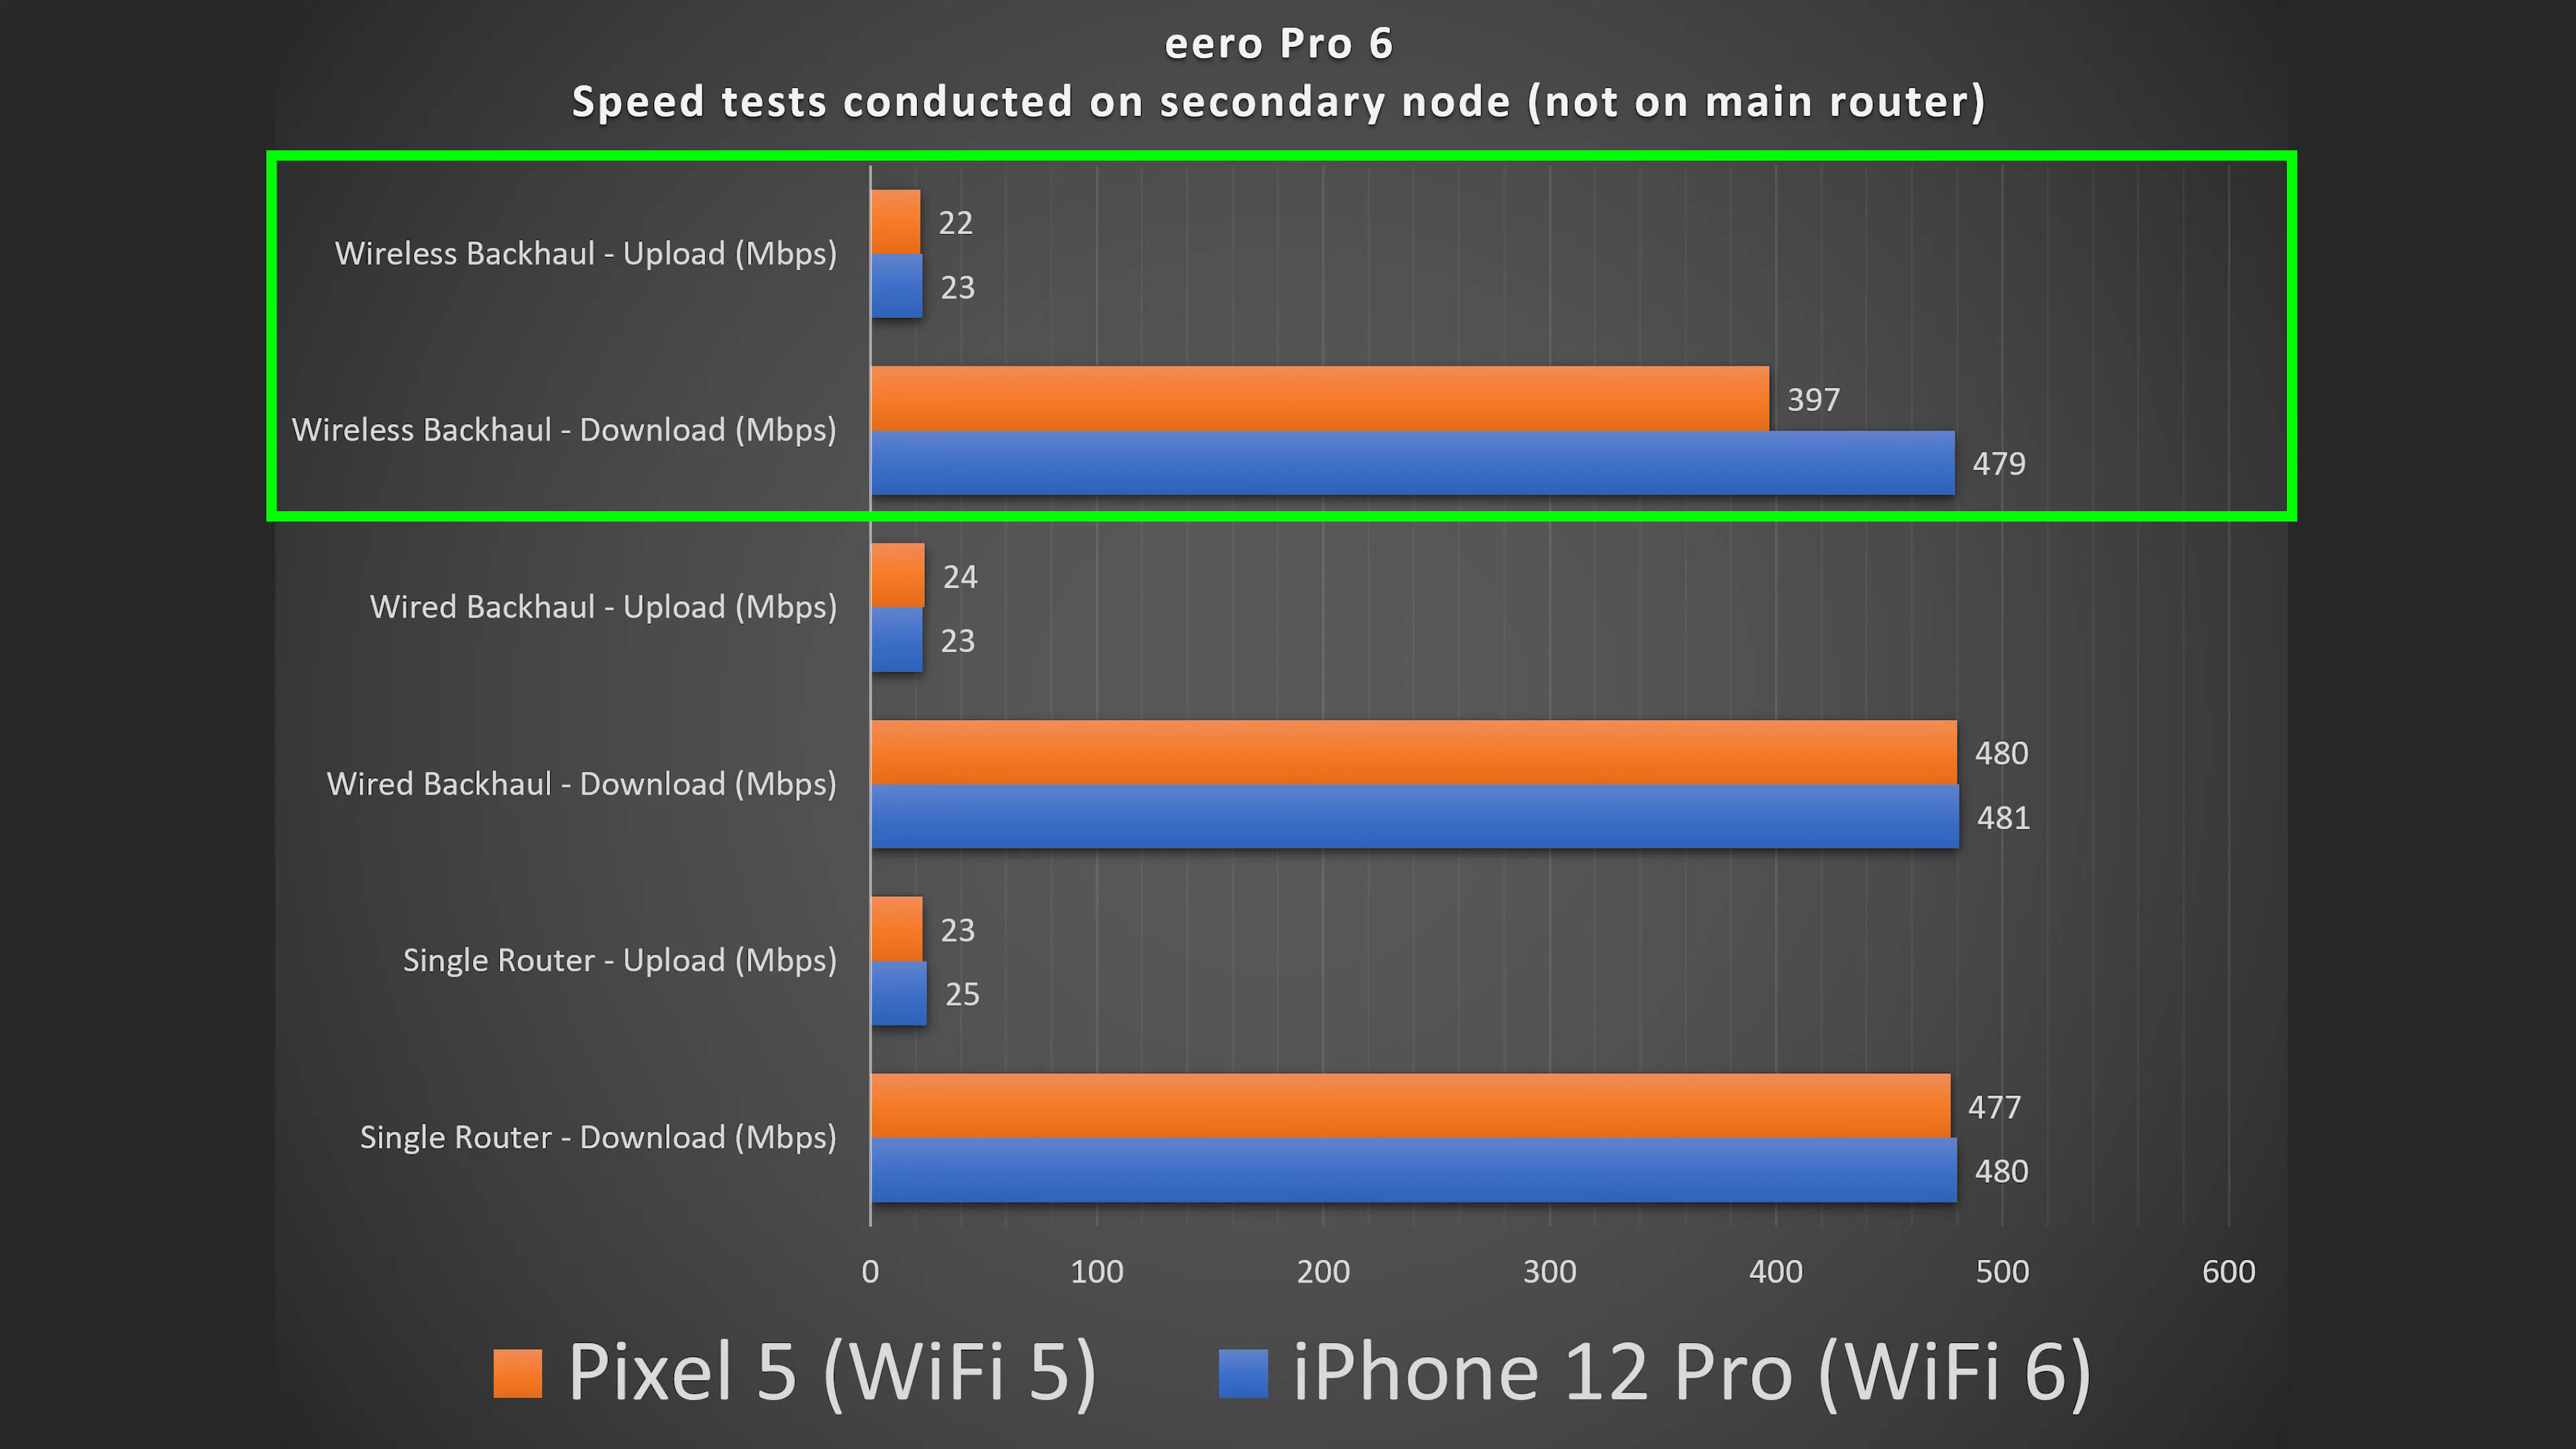 eero Pro 6
Speed tests conducted on secondary node (not on main router)
Wireless Backhaul - Upload (Mbps)
22
23
Wireless Backhaul - Download (Mbps)
397
479
Wired Backhaul - Upload (Mbps)
24
23
Wired Backhaul - Download (Mbps)
480
481
Single Router - Upload (Mbps)
23
25
Single Router - Download (Mbps)
477
480
0 100 200 300 400 500 600
Pixel 5 (WiFi 5) iPhone 12 Pro (WiFi 6)